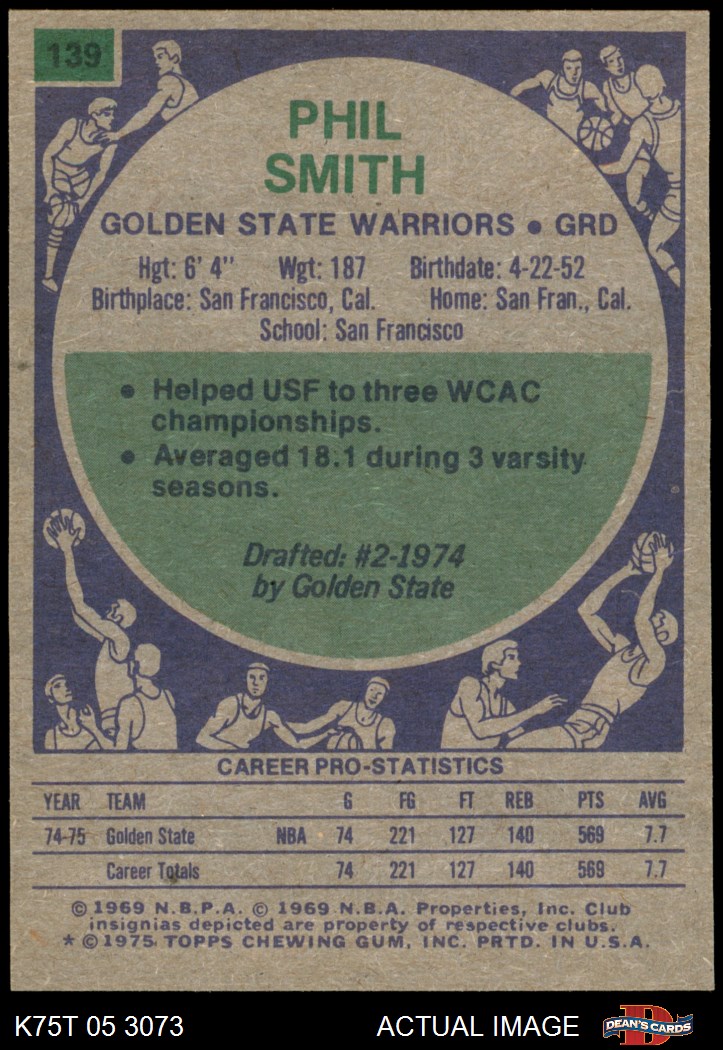 139
PHIL
SMITH
GOLDEN STATE WARRIORS • GRD
Hgt: 6' 4" Wgt: 187 Birthdate: 4-22-52
Birthplace: San Francisco, Cal. Home: San Fran., Cal.
School: San Francisco
• Helped USF to three WCAC
championships.
• Averaged 18.1 during 3 varsity
seasons.
Drafted: #2-1974
by Golden State
CAREER PRO-STATISTICS
YEAR TEAM G FG FT REB PTS AVG
74-75 Golden State NBA 74 221 127 140 569 7.7
Career Totals 74 221 127 140 569 7.7
© 1969 N.B.P.A. © 1969 N.B.A. Properties, Inc. Club
insignias depicted are property of respective clubs.
* © 1975 TOPPS CHEWING GUM, INC. PRTD. IN U.S.A.
K75T 05 3073 ACTUAL IMAGE D DEAN'S CARDS